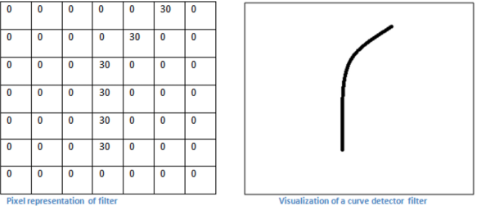 0 0 0 0 0 30 0
0 0 0 0 30 0 0
0 0 0 30 0 0 0
0 0 0 30 0 0 0
0 0 0 30 0 0 0
0 0 0 30 0 0 0
0 0 0 0 0 0 0
Pixel representation of filter
Visualization of a curve detector filter